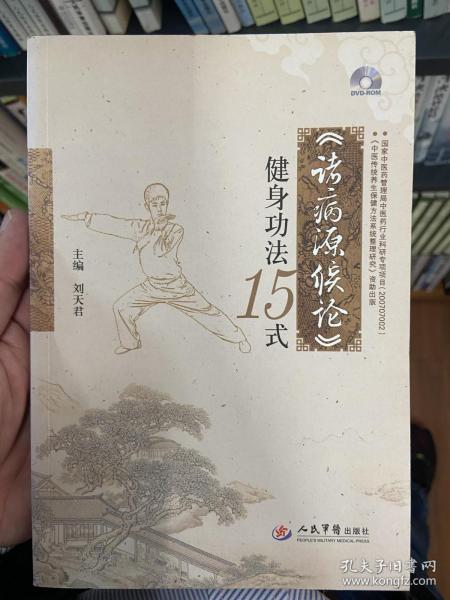 DVD-ROM
●国家中医药管理局中医药行业科研专项项目(200707002)
●《中医传统养生保健方法系统整理研究》资助出版
《诸病源候论》
健身功法15式
主编 刘天君
人民军医出版社
PEOPLE'S MILITARY MEDICAL PRESS
孔夫子旧书网
www.kongfz.com